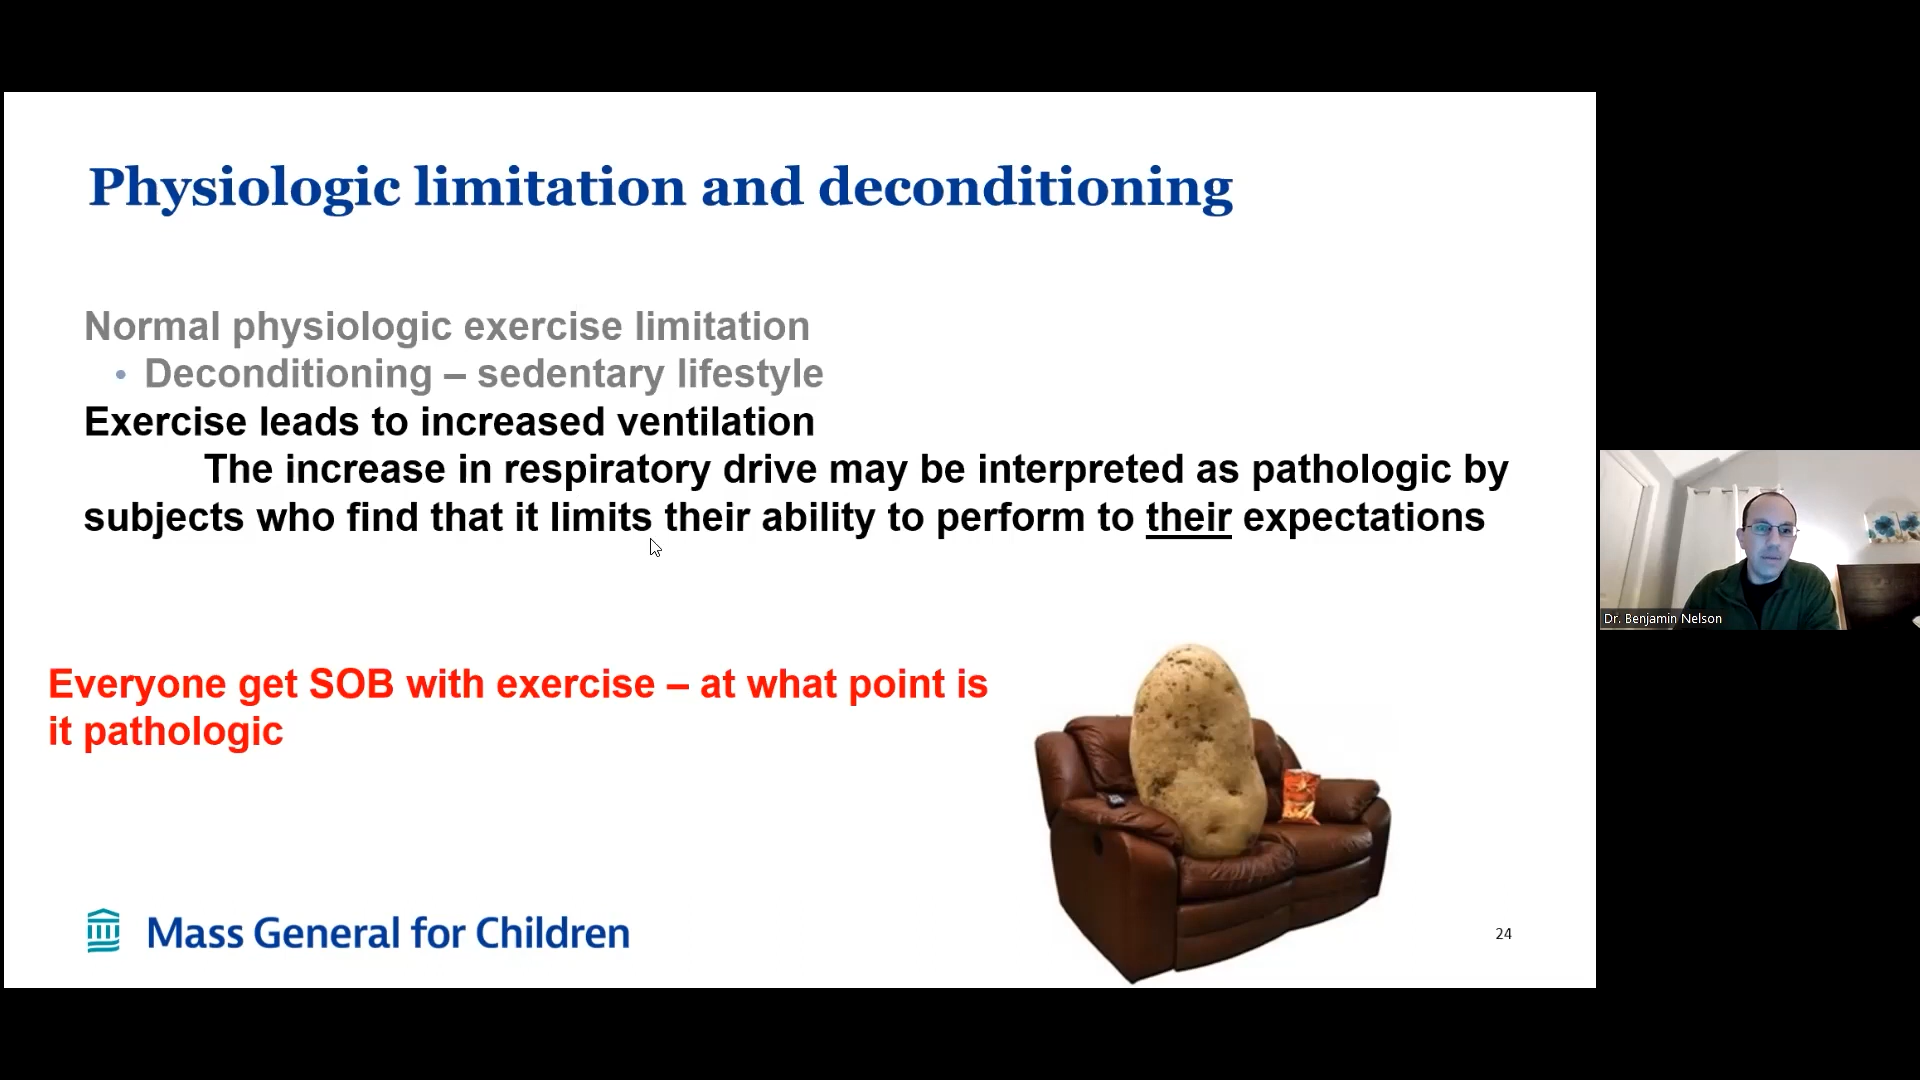 Physiologic limitation and deconditioning
Normal physiologic exercise limitation
• Deconditioning – sedentary lifestyle
Exercise leads to increased ventilation
The increase in respiratory drive may be interpreted as pathologic by
subjects who find that it limits their ability to perform to their expectations
Everyone get SOB with exercise – at what point is
it pathologic
Mass General for Children
24
Dr. Benjamin Nelson